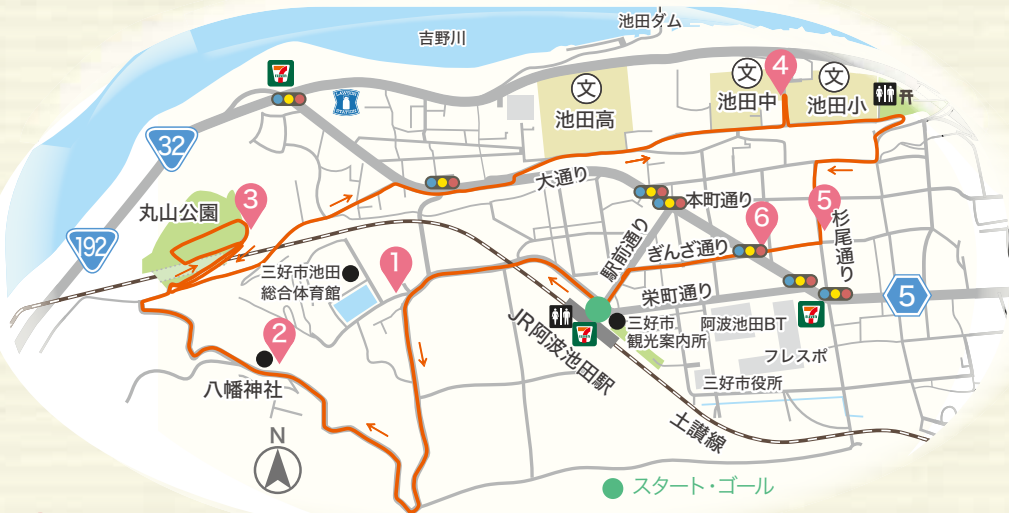 池田ダム
吉野川
文
池田高
文
池田中
4
文
池田小
32
192
丸山公園
3
大通り
本町通り
5
杉尾通り
6
ぎんざ通り
駅前通り
三好市池田
総合体育館
1
栄町通り
5
2
八幡神社
JR阿波池田駅
三好市
観光案内所
阿波池田BT
フレスポ
三好市役所
土讃線
N
スタート・ゴール